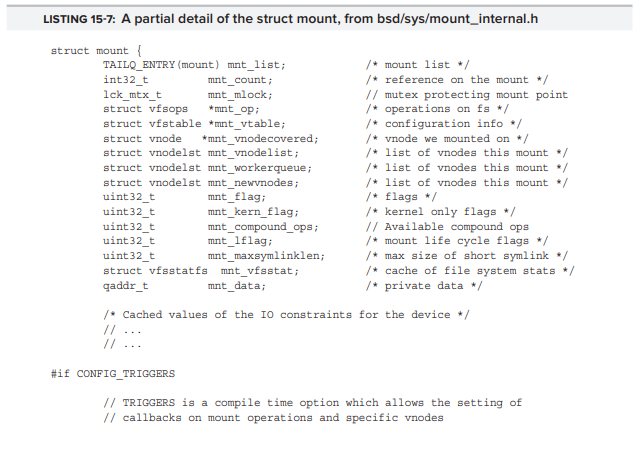 LISTING 15-7: A partial detail of the struct mount, from bsd/sys/mount_internal.h
struct mount {
TAILQ_ENTRY(mount) mnt_list; /* mount list */
int32_t mnt_count; /* reference on the mount */
lck_mtx_t mnt_mlock; // mutex protecting mount point
struct vfsops *mnt_op; /* operations on fs */
struct vfstable *mnt_vtable; /* configuration info */
struct vnode *mnt_vnodecovered; /* vnode we mounted on */
struct vnodelst mnt_vnodelist; /* list of vnodes this mount */
struct vnodelst mnt_workerqueue; /* list of vnodes this mount */
struct vnodelst mnt_newvnodes; /* list of vnodes this mount */
uint32_t mnt_flag; /* flags */
uint32_t mnt_kern_flag; /* kernel only flags */
uint32_t mnt_compound_ops; // Available compound ops
uint32_t mnt_lflag; /* mount life cycle flags */
uint32_t mnt_maxsymlinklen; /* max size of short symlink */
struct vfsstatfs mnt_vfsstat; /* cache of file system stats */
qaddr_t mnt_data; /* private data */
/* Cached values of the IO constraints for the device */
// ...
// ...
#if CONFIG_TRIGGERS
// TRIGGERS is a compile time option which allows the setting of
// callbacks on mount operations and specific vnodes